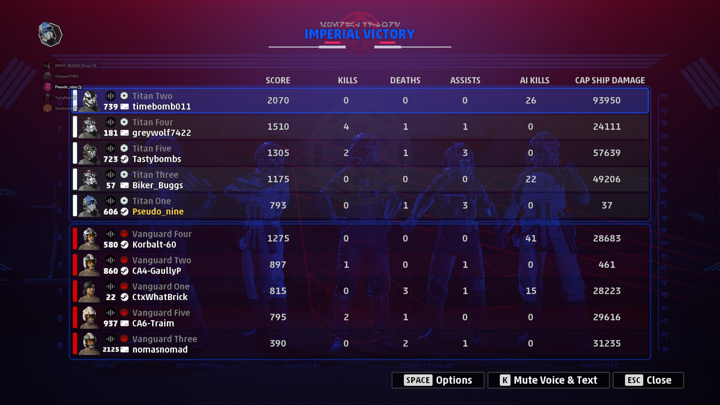 IMPERIAL VICTORY
SCORE KILLS DEATHS ASSISTS AI KILLS CAP SHIP DAMAGE
Titan Two
739 timebomb011 2070 0 0 0 26 93950
Titan Four
181 greywolf7422 1510 4 1 1 0 24111
Titan Five
723 Tastybombs 1305 2 1 3 0 57639
Titan Three
57 Biker_Buggs 1175 0 0 0 22 49206
Titan One
606 Pseudo_nine 793 0 1 3 0 37
Vanguard Four
580 Korbalt-60 1275 0 0 0 41 28683
Vanguard Two
860 CA4-GaullyP 897 1 0 1 0 461
Vanguard One
22 CtxWhatBrick 815 0 3 1 15 28223
Vanguard Five
937 CA6-Traim 795 2 1 0 0 29616
Vanguard Three
2125 nomasnomad 390 0 2 1 0 31235
SPACE Options K Mute Voice & Text ESC Close